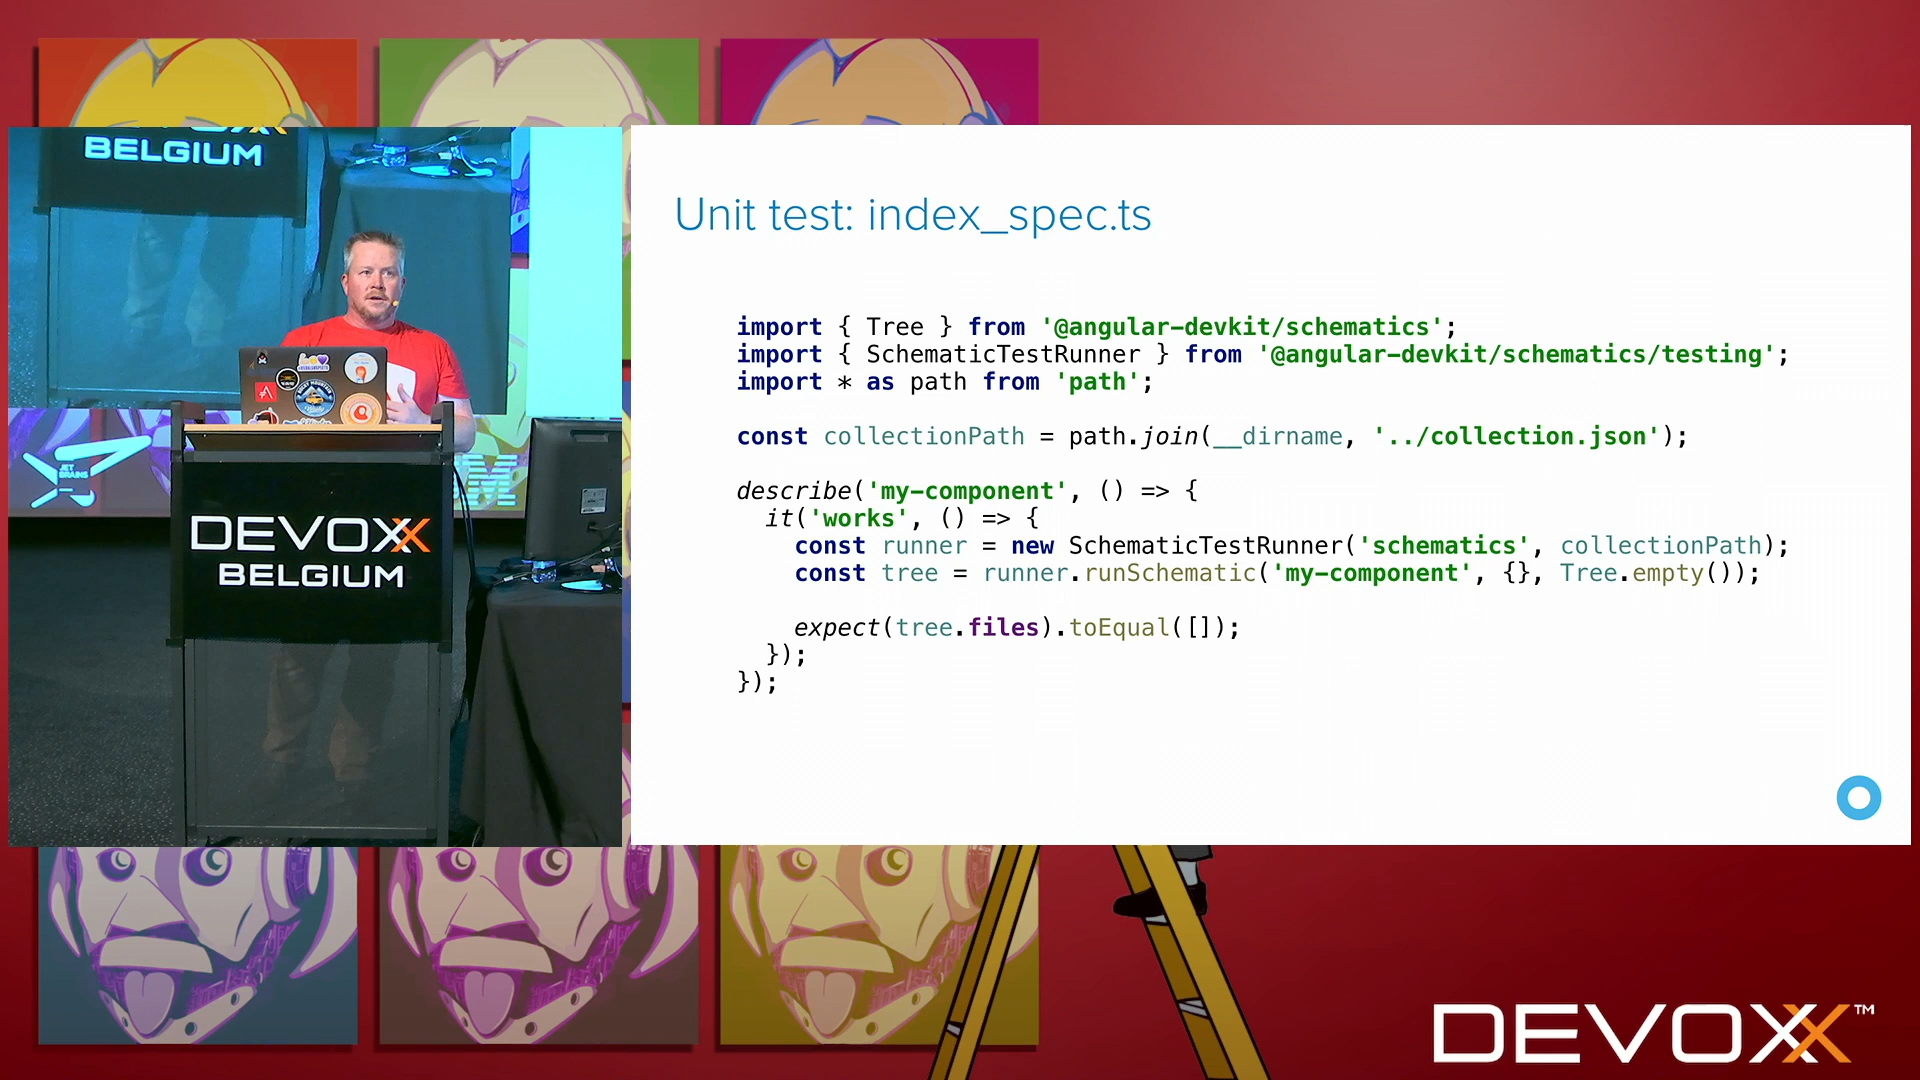 BELGIUM
JET
BRAINS
DEVOXX
BELGIUM
Unit test: index_spec.ts
import { Tree } from '@angular-devkit/schematics';
import { SchematicTestRunner } from '@angular-devkit/schematics/testing';
import * as path from 'path';
const collectionPath = path.join(__dirname, '../collection.json');
describe('my-component', () => {
it('works', () => {
const runner = new SchematicTestRunner('schematics', collectionPath);
const tree = runner.runSchematic('my-component', {}, Tree.empty());
expect(tree.files).toEqual([]);
});
});
DEVOXX™